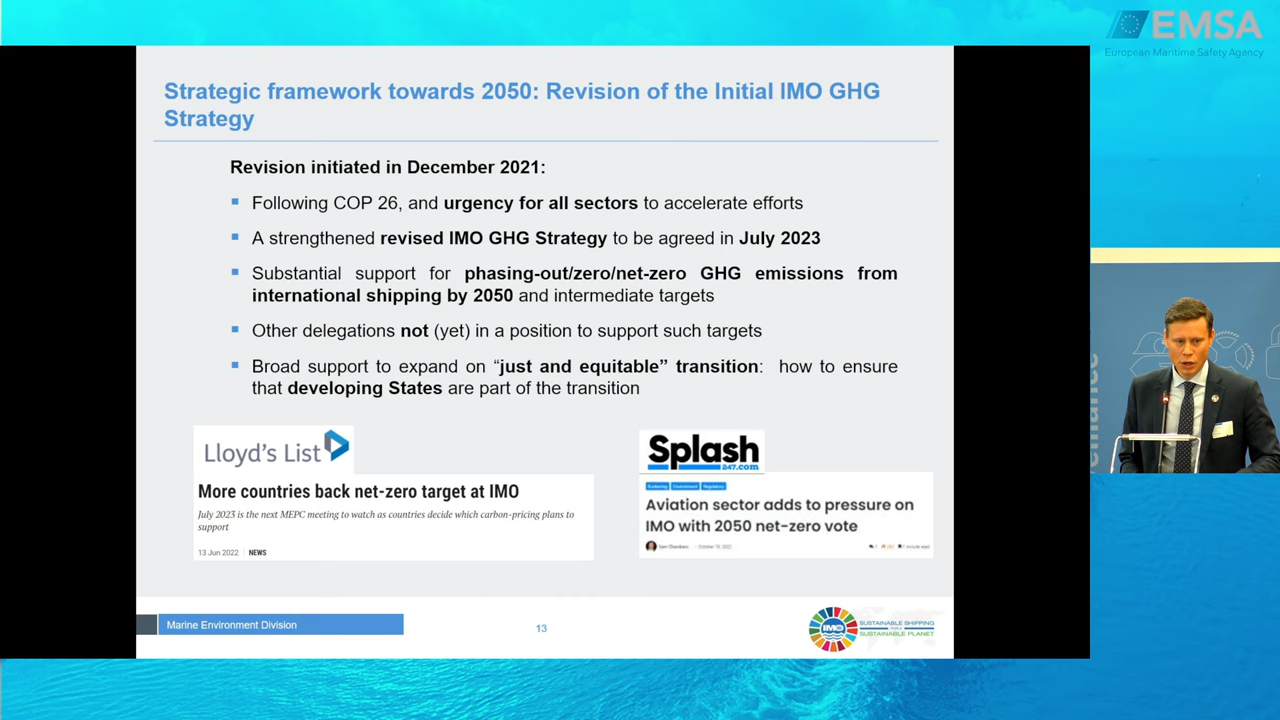 EMSA
European Maritime Safety Agency
Strategic framework towards 2050: Revision of the Initial IMO GHG
Strategy
Revision initiated in December 2021:
Following COP 26, and urgency for all sectors to accelerate efforts
A strengthened revised IMO GHG Strategy to be agreed in July 2023
Substantial support for phasing-out/zero/net-zero GHG emissions from
international shipping by 2050 and intermediate targets
Other delegations not (yet) in a position to support such targets
Broad support to expand on “just and equitable” transition: how to ensure
that developing States are part of the transition
Lloyd's List
More countries back net-zero target at IMO
July 2023 is the next MEPC meeting to watch as countries decide which carbon-pricing plans to
support
13 Jun 2022 NEWS
Splash
247.com
Aviation sector adds to pressure on
IMO with 2050 net-zero vote
Sam Chambers
Marine Environment Division
13
IMO
SUSTAINABLE SHIPPING
SUSTAINABLE PLANET